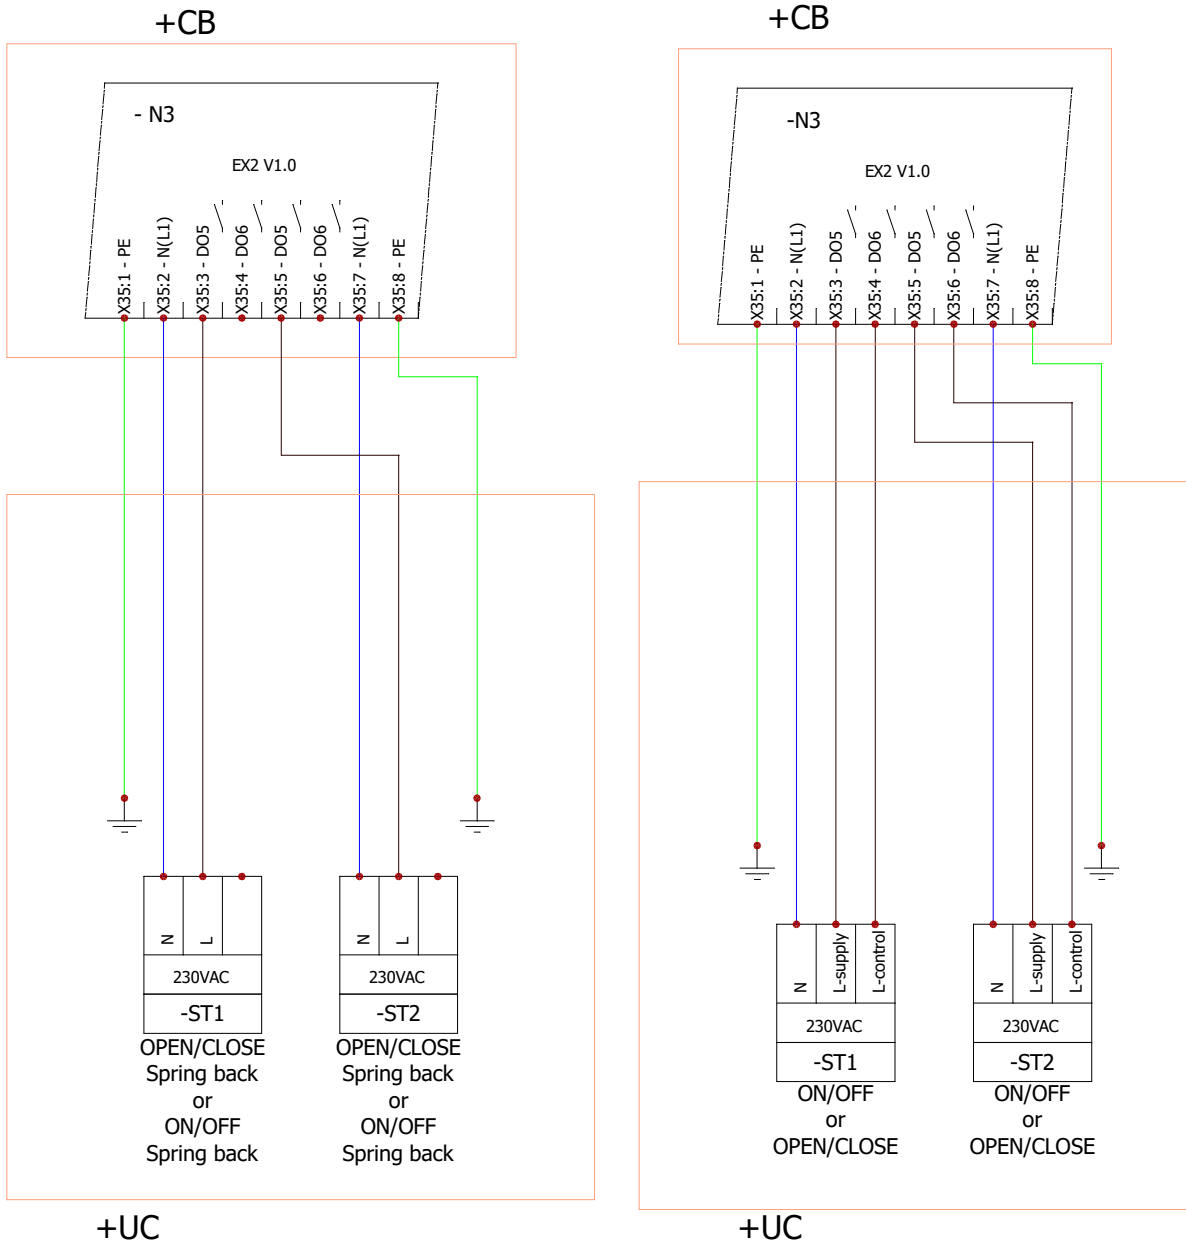 +CB
- N3
EX2 V1.0
X35:1 - PE
X35:2 - N(L1)
X35:3 - DO5
X35:4 - DO6
X35:5 - DO5
X35:6 - DO6
X35:7 - N(L1)
X35:8 - PE
N
L
230VAC
-ST1
OPEN/CLOSE
Spring back
or
ON/OFF
Spring back
N
L
230VAC
-ST2
OPEN/CLOSE
Spring back
or
ON/OFF
Spring back
+UC
+CB
-N3
EX2 V1.0
X35:1 - PE
X35:2 - N(L1)
X35:3 - DO5
X35:4 - DO6
X35:5 - DO5
X35:6 - DO6
X35:7 - N(L1)
X35:8 - PE
N
L-supply
L-control
230VAC
-ST1
ON/OFF
or
OPEN/CLOSE
N
L-supply
L-control
230VAC
-ST2
ON/OFF
or
OPEN/CLOSE
+UC